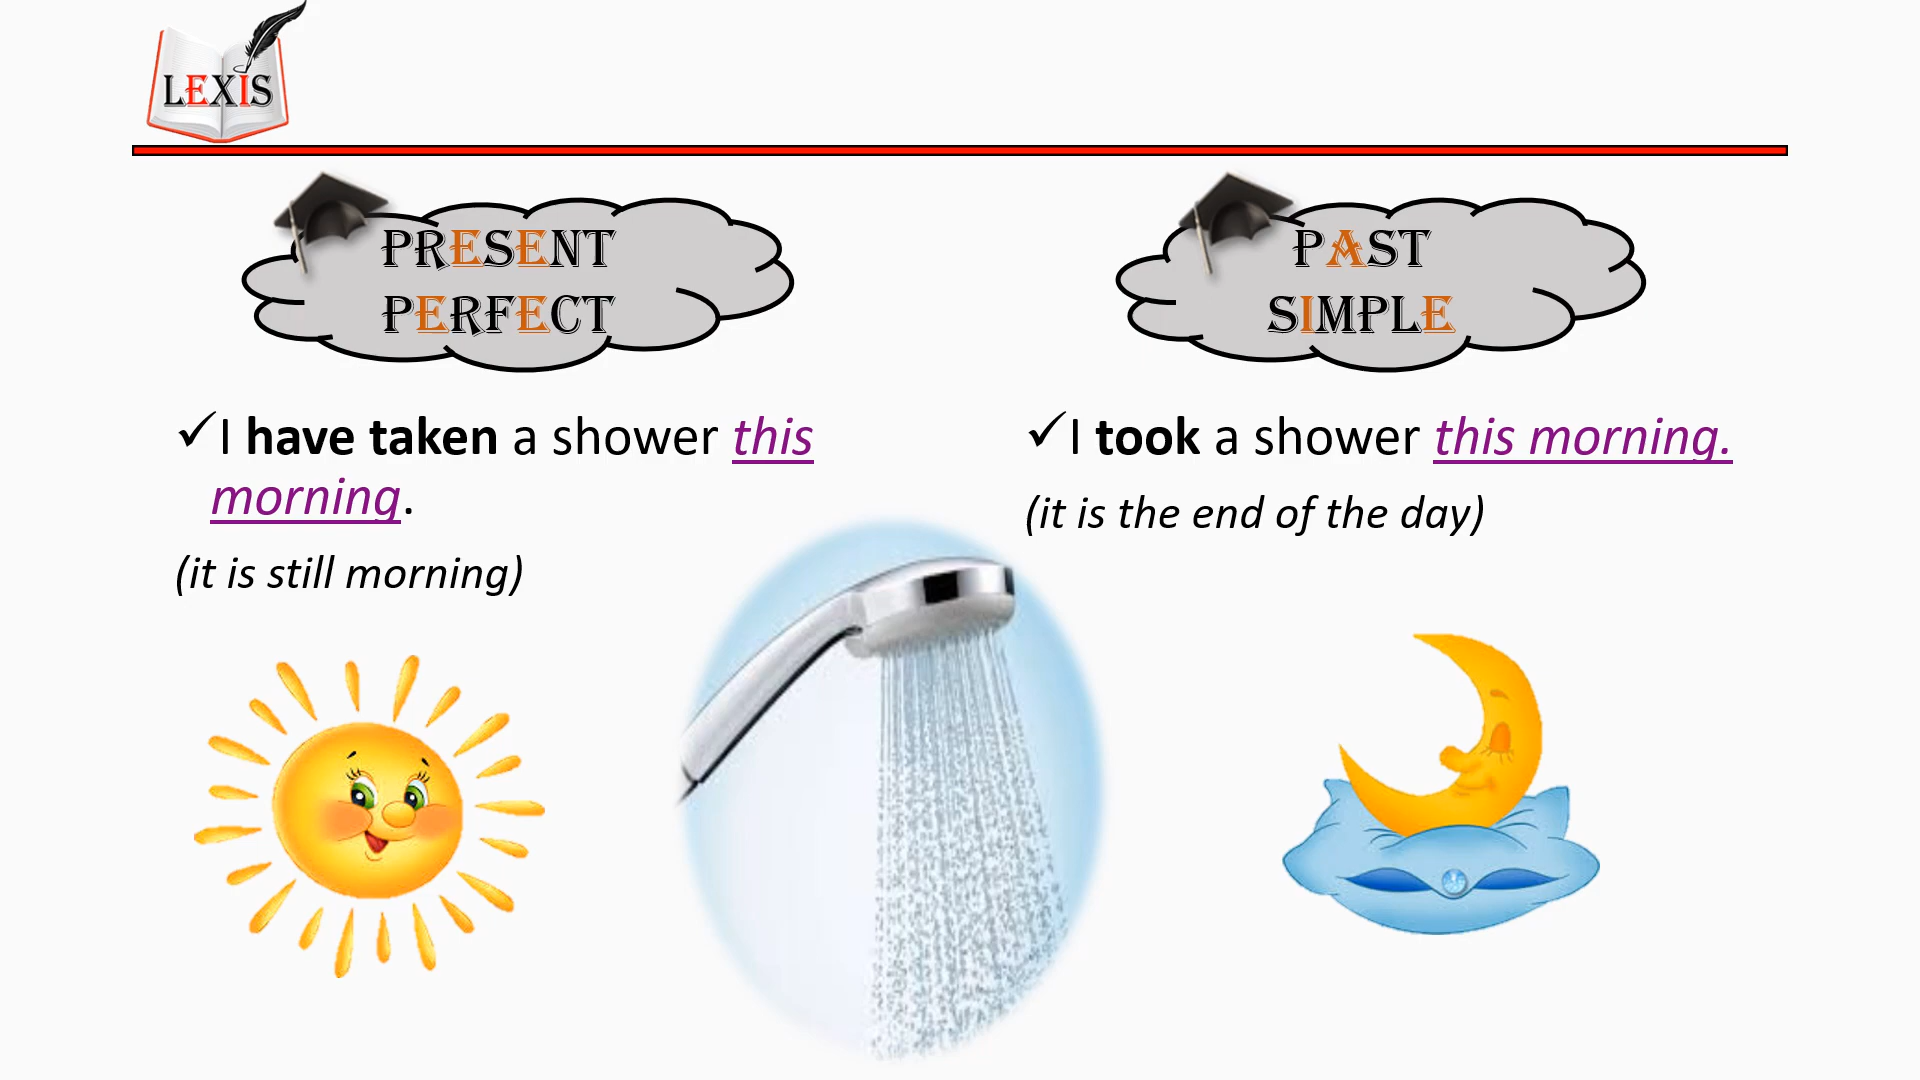 LEXIS
PRESENT
PERFECT
✓I have taken a shower this
morning.
(it is still morning)
PAST
SIMPLE
✓I took a shower this morning.
(it is the end of the day)